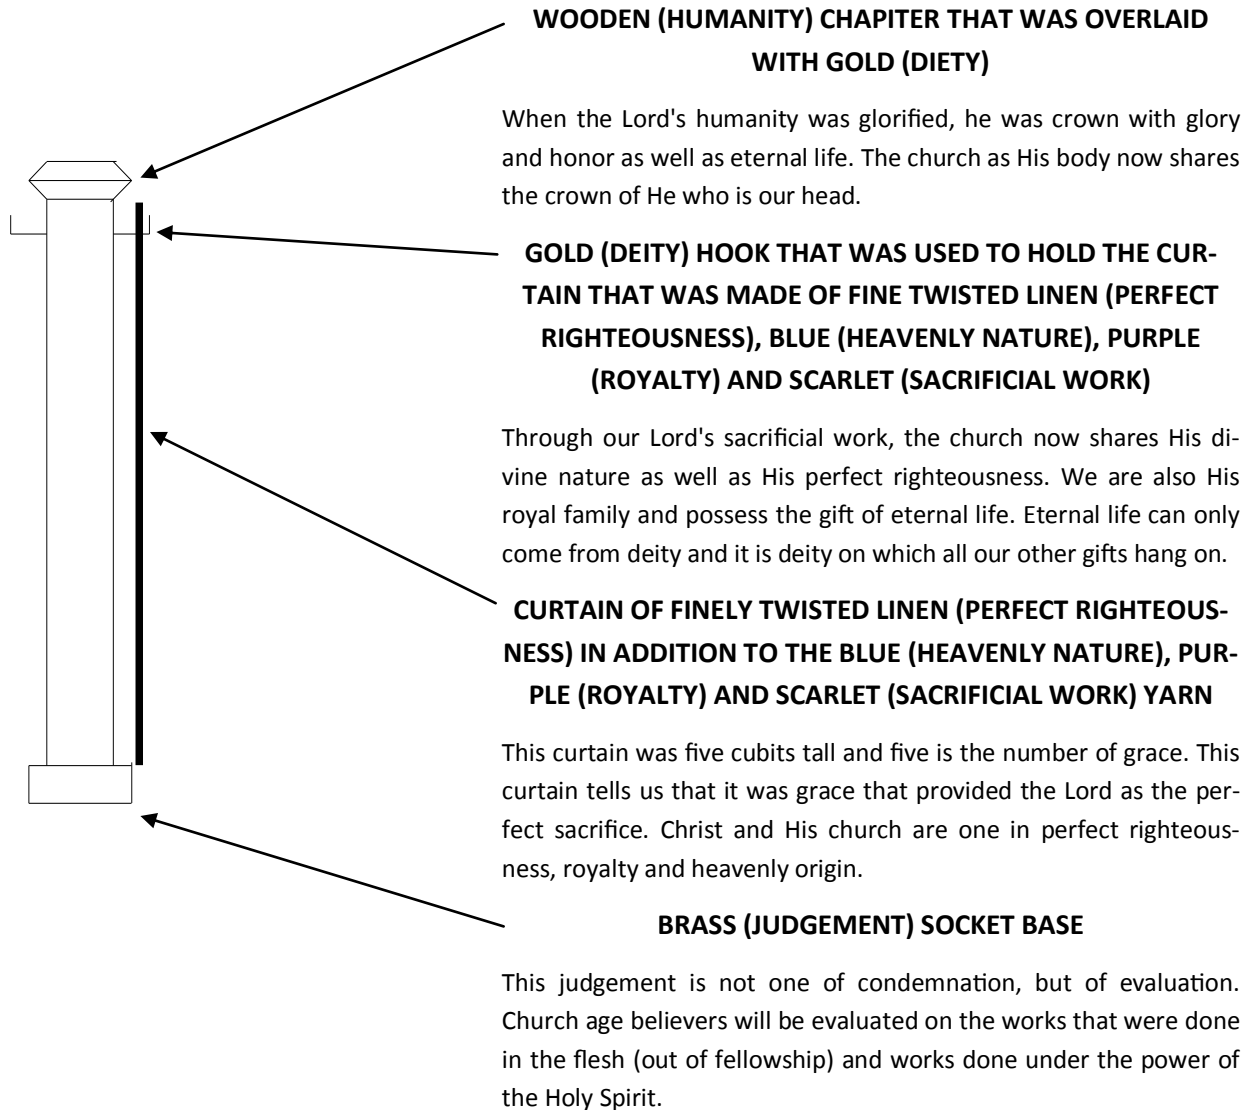 WOODEN (HUMANITY) CHAPITER THAT WAS OVERLAID
WITH GOLD (DIETY)
When the Lord's humanity was glorified, he was crown with glory
and honor as well as eternal life. The church as His body now shares
the crown of He who is our head.
GOLD (DEITY) HOOK THAT WAS USED TO HOLD THE CUR-
TAIN THAT WAS MADE OF FINE TWISTED LINEN (PERFECT
RIGHTEOUSNESS), BLUE (HEAVENLY NATURE), PURPLE
(ROYALTY) AND SCARLET (SACRIFICIAL WORK)
Through our Lord's sacrificial work, the church now shares His di-
vine nature as well as His perfect righteousness. We are also His
royal family and possess the gift of eternal life. Eternal life can only
come from deity and it is deity on which all our other gifts hang on.
CURTAIN OF FINELY TWISTED LINEN (PERFECT RIGHTEOUS-
NESS) IN ADDITION TO THE BLUE (HEAVENLY NATURE), PUR-
PLE (ROYALTY) AND SCARLET (SACRIFICIAL WORK) YARN
This curtain was five cubits tall and five is the number of grace. This
curtain tells us that it was grace that provided the Lord as the per-
fect sacrifice. Christ and His church are one in perfect righteous-
ness, royalty and heavenly origin.
BRASS (JUDGEMENT) SOCKET BASE
This judgement is not one of condemnation, but of evaluation.
Church age believers will be evaluated on the works that were done
in the flesh (out of fellowship) and works done under the power of
the Holy Spirit.